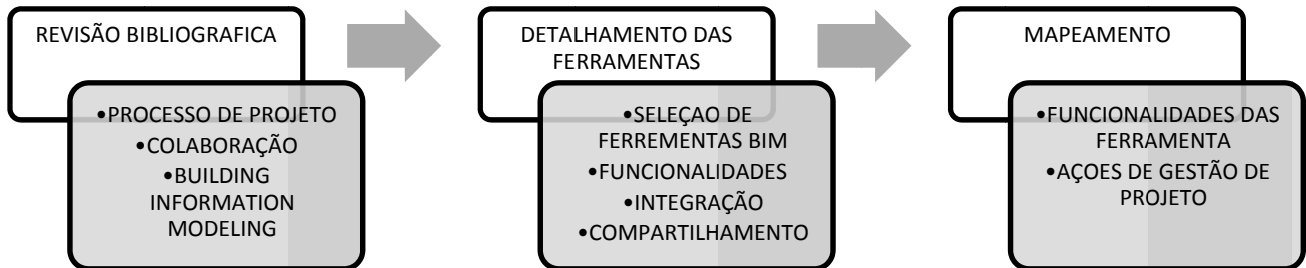 REVISÃO BIBLIOGRAFICA
•PROCESSO DE PROJETO
•COLABORAÇÃO
•BUILDING
INFORMATION
MODELING
DETALHAMENTO DAS
FERRAMENTAS
•SELEÇAO DE
FERREMENTAS BIM
•FUNCIONALIDADES
•INTEGRAÇÃO
•COMPARTILHAMENTO
MAPEAMENTO
•FUNCIONALIDADES DAS
FERRAMENTA
•AÇOES DE GESTÃO DE
PROJETO